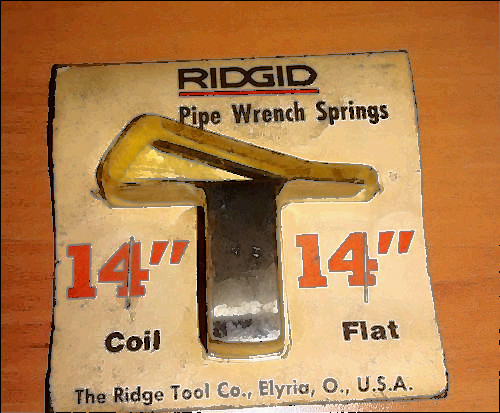 RIDGID
Pipe Wrench Springs
14" 14"
Coil Flat
The Ridge Tool Co., Elyria, O., U.S.A.